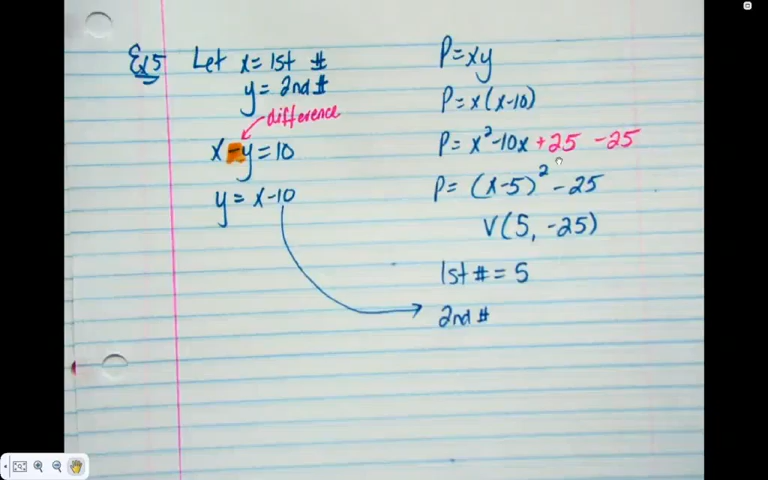 Ex5 Let x = 1st #
y = 2nd #
difference
x - y = 10
y = x - 10
P = xy
P = x(x-10)
P = x² - 10x + 25 - 25
P = (x-5)² - 25
V(5, -25)
1st # = 5
2nd #